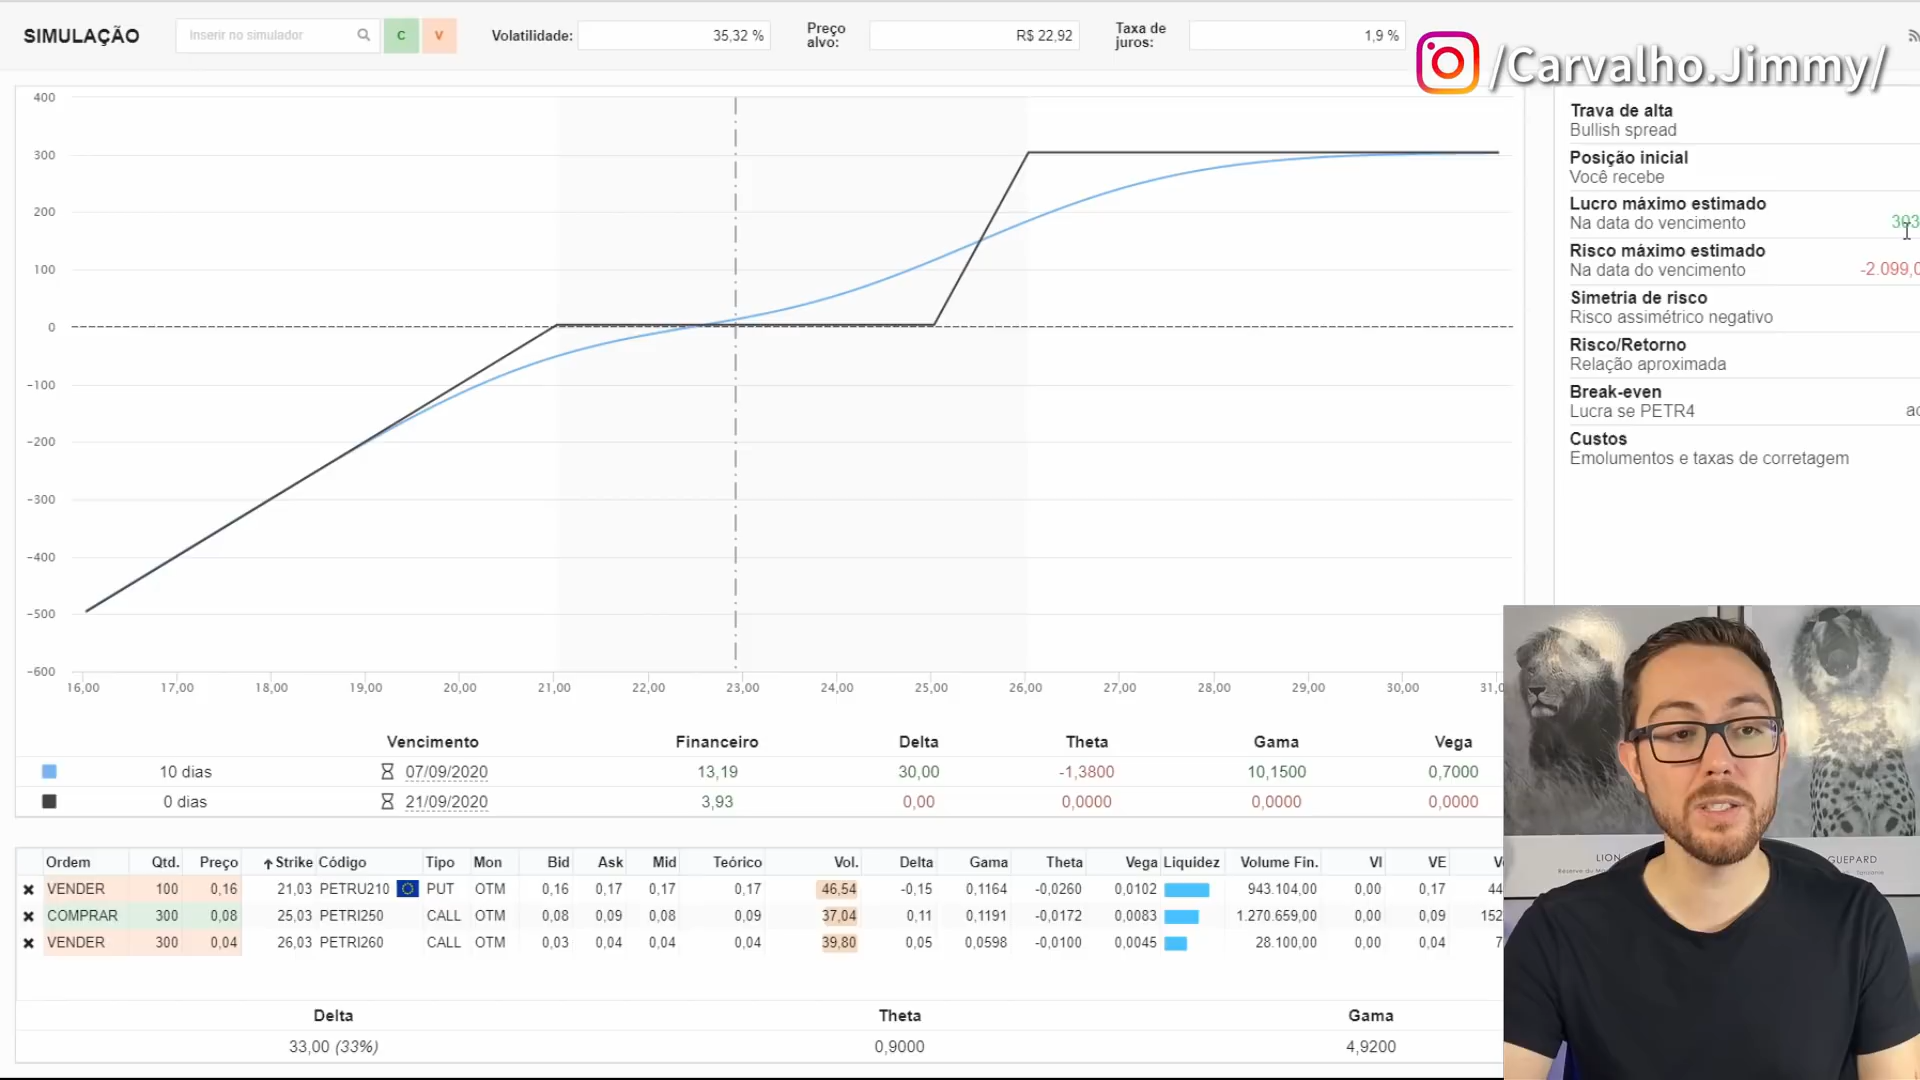 SIMULAÇÃO
Inserir no simulador
C
V
Volatilidade:
35,32 %
Preço
alvo:
R$ 22,92
Taxa de
juros:
1,9 %
/Carvalho.Jimmy/
400
300
200
100
0
-100
-200
-300
-400
-500
-600
16,00 17,00 18,00 19,00 20,00 21,00 22,00 23,00 24,00 25,00 26,00 27,00 28,00 29,00 30,00 31,0
Trava de alta
Bullish spread
Posição inicial
Você recebe
Lucro máximo estimado
Na data do vencimento 303
Risco máximo estimado
Na data do vencimento -2.099,0
Simetria de risco
Risco assimétrico negativo
Risco/Retorno
Relação aproximada
Break-even
Lucra se PETR4 ac
Custos
Emolumentos e taxas de corretagem
Vencimento Financeiro Delta Theta Gama Vega
10 dias 07/09/2020 13,19 30,00 -1,3800 10,1500 0,7000
0 dias 21/09/2020 3,93 0,00 0,0000 0,0000 0,0000
Ordem Qtd. Preço Strike Código Tipo Mon Bid Ask Mid Teórico Vol. Delta Gama Theta Vega Liquidez Volume Fin. VI VE
VENDER 100 0,16 21,03 PETRU210 PUT OTM 0,16 0,17 0,17 0,17 46,54 -0,15 0,1164 -0,0260 0,0102 943.104,00 0,00 0,17 44
COMPRAR 300 0,08 25,03 PETRI250 CALL OTM 0,08 0,09 0,08 0,09 37,04 0,11 0,1191 -0,0172 0,0083 1.270.659,00 0,00 0,09 152
VENDER 300 0,04 26,03 PETRI260 CALL OTM 0,03 0,04 0,04 0,04 39,80 0,05 0,0598 -0,0100 0,0045 28.100,00 0,00 0,04 7
Delta Theta Gama
33,00 (33%) 0,9000 4,9200
LION
GUEPARD